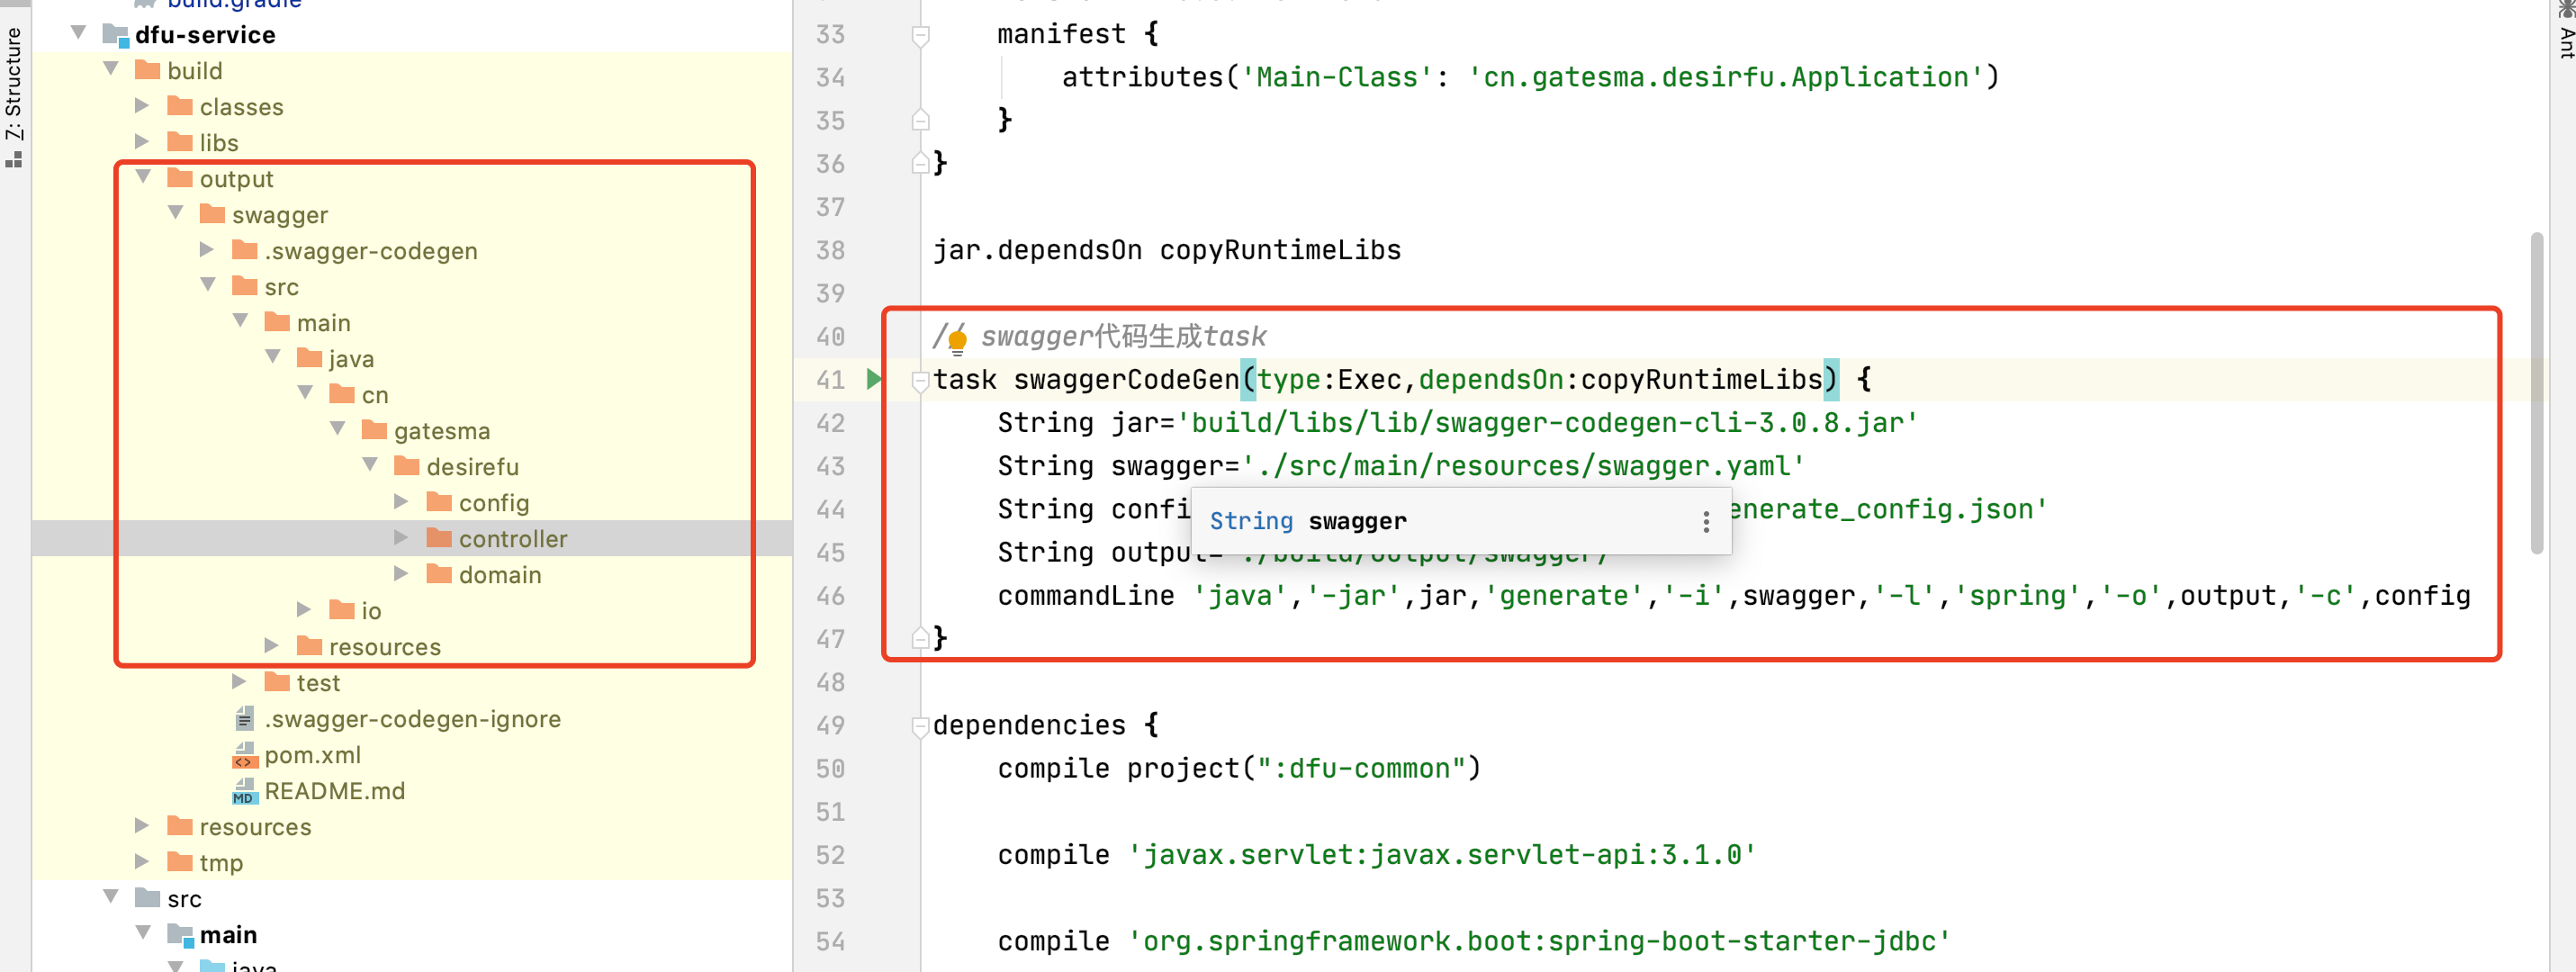 build.gradle
dfu-service
build
classes
libs
output
swagger
.swagger-codegen
src
main
java
cn
gatesma
desirefu
config
controller
domain
io
resources
test
.swagger-codegen-ignore
pom.xml
README.md
resources
tmp
src
main
java
Z: Structure
33 manifest {
34 attributes('Main-Class': 'cn.gatesma.desirfu.Application')
35 }
36 }
37
38 jar.dependsOn copyRuntimeLibs
39
40 // swagger代码生成task
41 task swaggerCodeGen(type:Exec,dependsOn:copyRuntimeLibs) {
42 String jar='build/libs/lib/swagger-codegen-cli-3.0.8.jar'
43 String swagger='./src/main/resources/swagger.yaml'
44 String confi enerate_config.json'
String swagger
45 String output='./build/output/swagger/'
46 commandLine 'java','-jar',jar,'generate','-i',swagger,'-l','spring','-o',output,'-c',config
47 }
48
49 dependencies {
50 compile project(":dfu-common")
51
52 compile 'javax.servlet:javax.servlet-api:3.1.0'
53
54 compile 'org.springframework.boot:spring-boot-starter-jdbc'
Ant